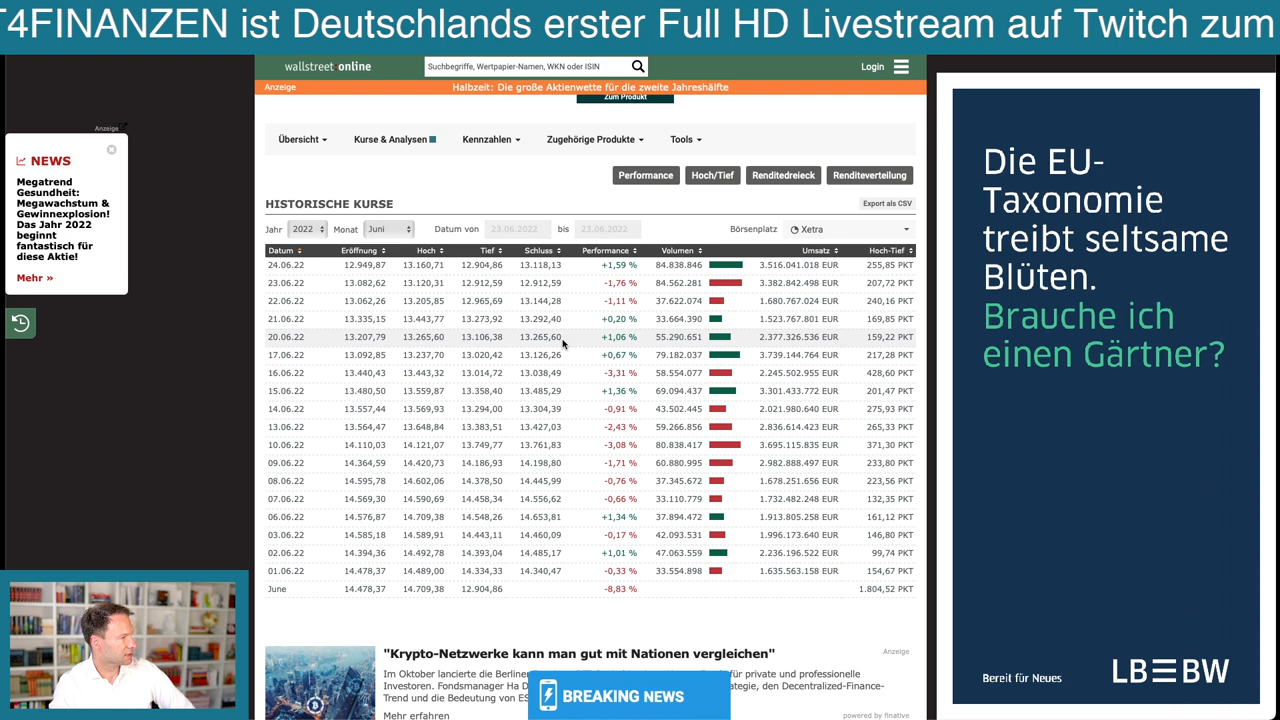 T4FINANZEN ist Deutschlands erster Full HD Livestream auf Twitch zum
wallstreet online
Suchbegriffe, Wertpapier-Namen, WKN oder ISIN
Login
Anzeige
Halbzeit: Die große Aktienwette für die zweite Jahreshälfte
Zum Produkt
Übersicht
Kurse & Analysen
Kennzahlen
Zugehörige Produkte
Tools
Performance
Hoch/Tief
Renditedreieck
Renditeverteilung
HISTORISCHE KURSE
Export als CSV
Jahr 2022 Monat Juni Datum von 23.06.2022 bis 23.06.2022 Börsenplatz Xetra
Datum Eröffnung Hoch Tief Schluss Performance Volumen Umsatz Hoch-Tief
24.06.22 12.949,87 13.160,71 12.904,86 13.118,13 +1,59 % 84.838.846 3.516.041.018 EUR 255,85 PKT
23.06.22 13.082,62 13.120,31 12.912,59 12.912,59 -1,76 % 84.562.281 3.382.842.498 EUR 207,72 PKT
22.06.22 13.062,26 13.205,85 12.965,69 13.144,28 -1,11 % 37.622.074 1.680.767.024 EUR 240,16 PKT
21.06.22 13.335,15 13.443,77 13.273,92 13.292,40 +0,20 % 33.664.390 1.523.767.801 EUR 169,85 PKT
20.06.22 13.207,79 13.265,60 13.106,38 13.265,60 +1,06 % 55.290.651 2.377.326.536 EUR 159,22 PKT
17.06.22 13.092,85 13.237,70 13.020,42 13.126,26 +0,67 % 79.182.037 3.739.144.764 EUR 217,28 PKT
16.06.22 13.440,43 13.443,32 13.014,72 13.038,49 -3,31 % 58.554.077 2.245.502.955 EUR 428,60 PKT
15.06.22 13.480,50 13.559,87 13.358,40 13.485,29 +1,36 % 69.094.437 3.301.433.772 EUR 201,47 PKT
14.06.22 13.557,44 13.569,93 13.294,00 13.304,39 -0,91 % 43.502.445 2.021.980.640 EUR 275,93 PKT
13.06.22 13.564,47 13.648,84 13.383,51 13.427,03 -2,43 % 59.266.856 2.836.614.423 EUR 265,33 PKT
10.06.22 14.110,03 14.121,07 13.749,77 13.761,83 -3,08 % 80.838.417 3.695.115.835 EUR 371,30 PKT
09.06.22 14.364,59 14.420,73 14.186,93 14.198,80 -1,71 % 60.880.995 2.982.888.497 EUR 233,80 PKT
08.06.22 14.595,78 14.602,06 14.378,50 14.445,99 -0,76 % 37.345.672 1.678.251.656 EUR 223,56 PKT
07.06.22 14.569,30 14.590,69 14.458,34 14.556,62 -0,66 % 33.110.779 1.732.482.248 EUR 132,35 PKT
06.06.22 14.576,87 14.709,38 14.548,26 14.653,81 +1,34 % 37.894.472 1.913.805.258 EUR 161,12 PKT
03.06.22 14.585,18 14.589,91 14.443,11 14.460,09 -0,17 % 42.093.531 1.996.173.640 EUR 146,80 PKT
02.06.22 14.394,36 14.492,78 14.393,04 14.485,17 +1,01 % 47.063.559 2.236.196.522 EUR 99,74 PKT
01.06.22 14.478,37 14.489,00 14.334,33 14.340,47 -0,33 % 33.554.898 1.635.563.158 EUR 154,67 PKT
June 14.478,37 14.709,38 12.904,86 -8,83 % 1.804,52 PKT
"Krypto-Netzwerke kann man gut mit Nationen vergleichen"
Anzeige
Im Oktober lancierte die Berliner für private und professionelle
Investoren. Fondsmanager Ha D ategie, den Decentralized-Finance-
Trend und die Bedeutung von ES
Mehr erfahren
powered by finative
BREAKING NEWS
Anzeige
NEWS
Megatrend
Gesundheit:
Megawachstum &
Gewinnexplosion!
Das Jahr 2022
beginnt
fantastisch für
diese Aktie!
Mehr »
Die EU-
Taxonomie
treibt seltsame
Blüten.
Brauche ich
einen Gärtner?
Bereit für Neues
LBBW